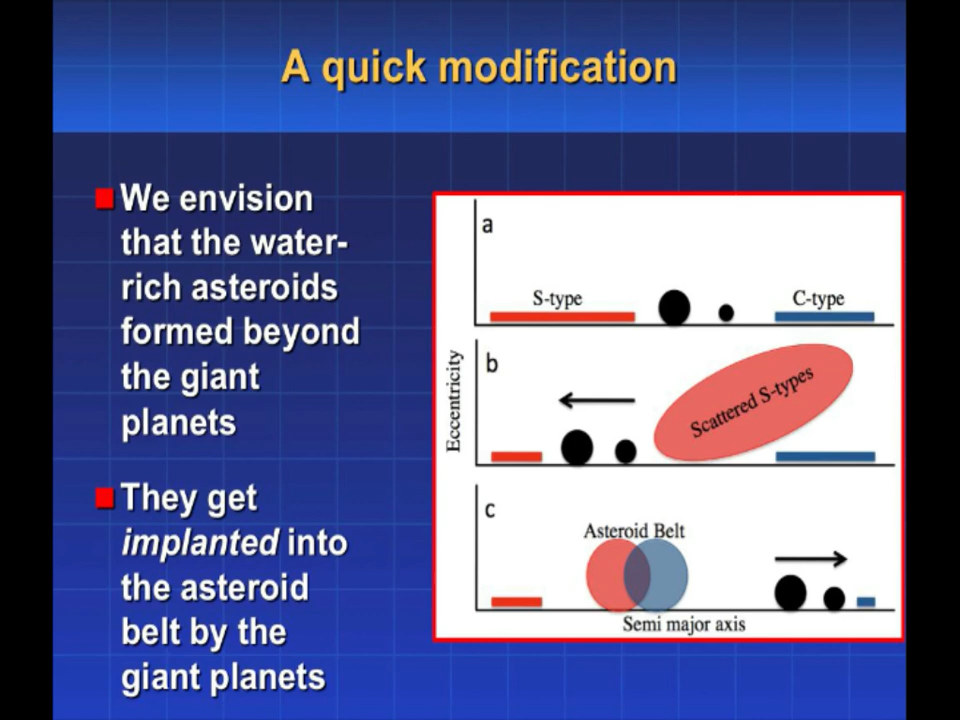 A quick modification
We envision
that the water-
rich asteroids
formed beyond
the giant
planets
They get
implanted into
the asteroid
belt by the
giant planets
a
S-type
C-type
Eccentricity
b
Scattered S-types
c
Asteroid Belt
Semi major axis